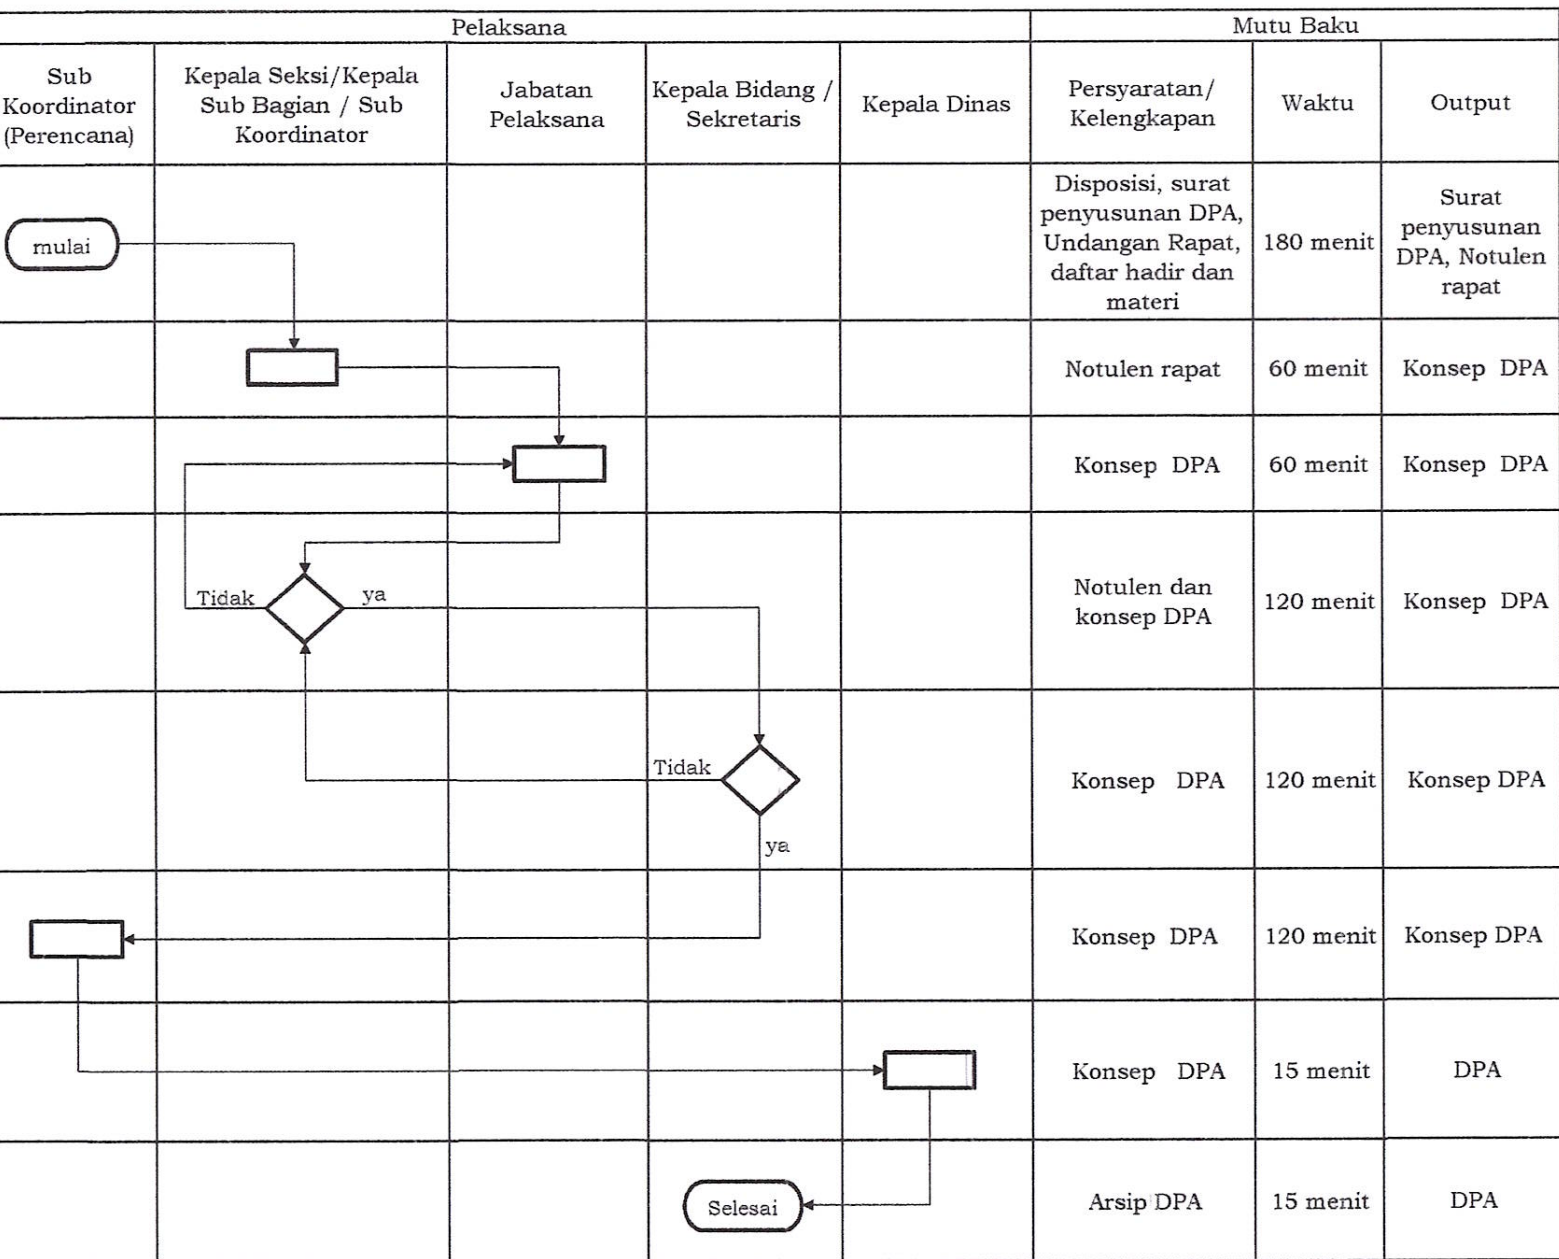 Pelaksana
Mutu Baku
Sub
Koordinator
(Perencana)
Kepala Seksi/Kepala
Sub Bagian / Sub
Koordinator
Jabatan
Pelaksana
Kepala Bidang /
Sekretaris
Kepala Dinas
Persyaratan/
Kelengkapan
Waktu
Output
mulai
Disposisi, surat
penyusunan DPA,
Undangan Rapat,
daftar hadir dan
materi
180 menit
Surat
penyusunan
DPA, Notulen
rapat
Notulen rapat
60 menit
Konsep DPA
Konsep DPA
60 menit
Konsep DPA
Tidak
ya
Notulen dan
konsep DPA
120 menit
Konsep DPA
Tidak
ya
Konsep DPA
120 menit
Konsep DPA
Konsep DPA
120 menit
Konsep DPA
Konsep DPA
15 menit
DPA
Selesai
Arsip DPA
15 menit
DPA